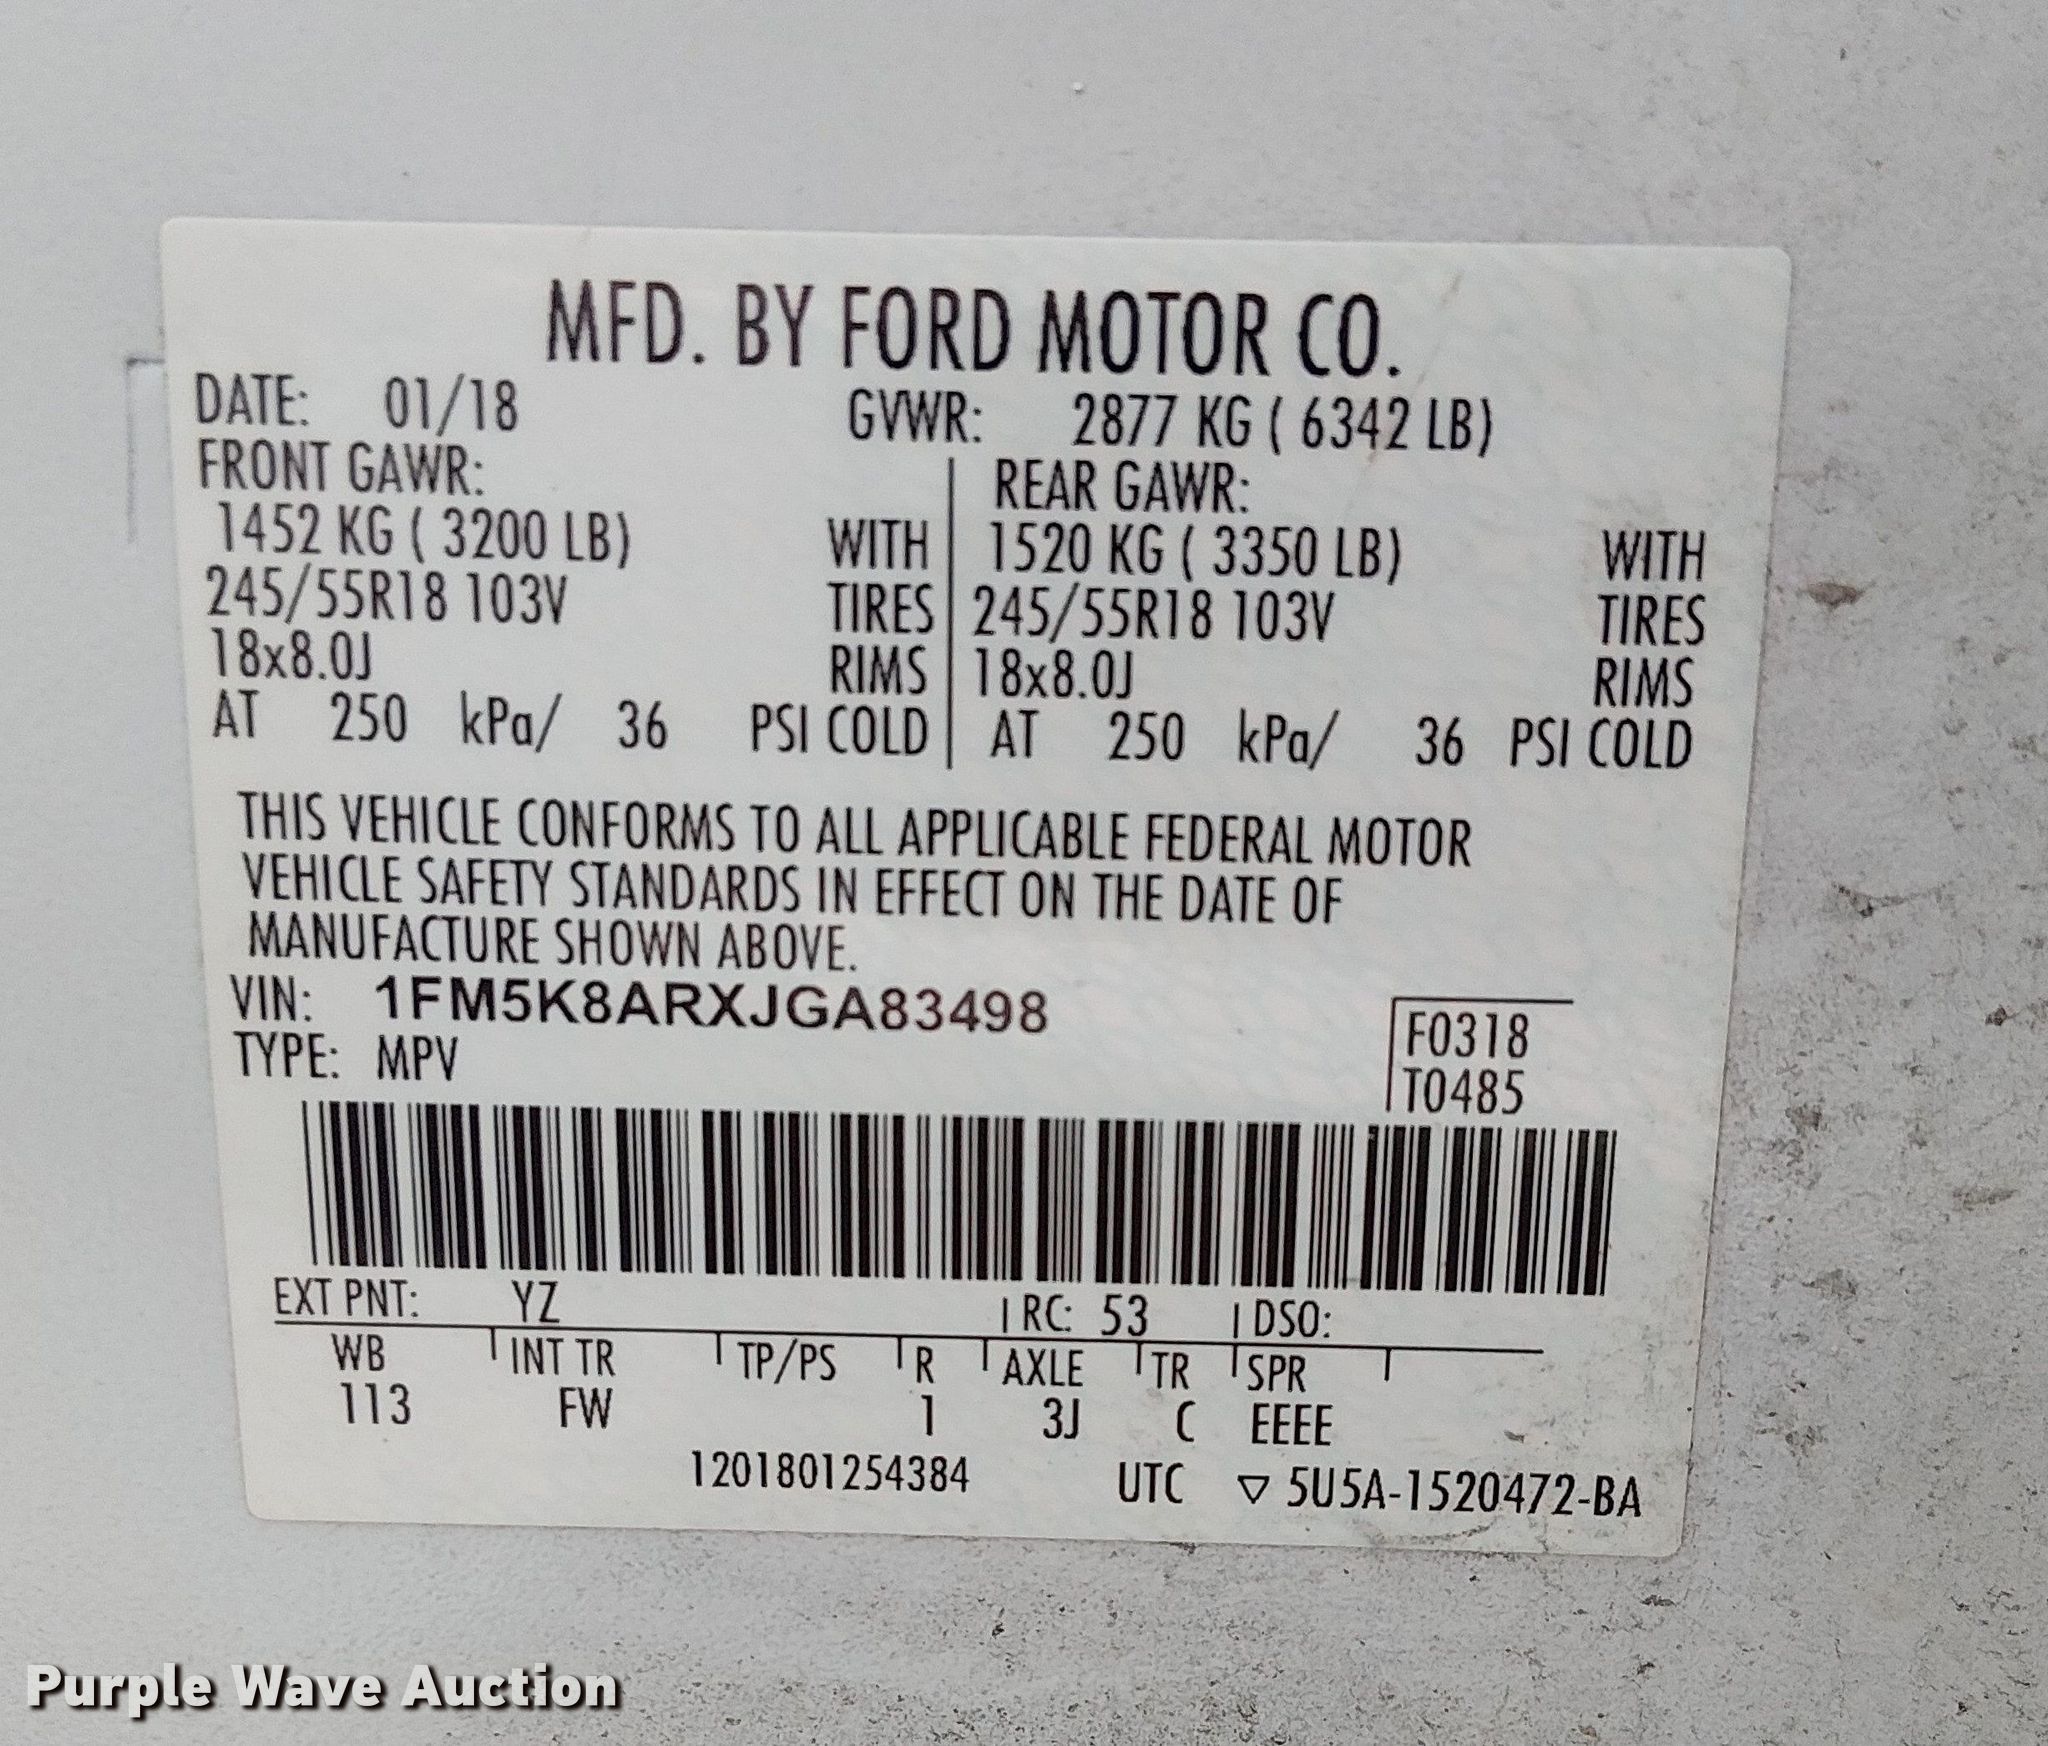 MFD. BY FORD MOTOR CO.
DATE: 01/18 GVWR: 2877 KG ( 6342 LB)
FRONT GAWR: REAR GAWR:
1452 KG ( 3200 LB) WITH 1520 KG ( 3350 LB) WITH
245/55R18 103V TIRES 245/55R18 103V TIRES
18x8.0J RIMS 18x8.0J RIMS
AT 250 kPa/ 36 PSI COLD AT 250 kPa/ 36 PSI COLD
THIS VEHICLE CONFORMS TO ALL APPLICABLE FEDERAL MOTOR
VEHICLE SAFETY STANDARDS IN EFFECT ON THE DATE OF
MANUFACTURE SHOWN ABOVE.
VIN: 1FM5K8ARXJGA83498
F0318
TYPE: MPV
T0485
EXT PNT: YZ RC: 53 DSO:
WB INT TR TP/PS R AXLE TR SPR
113 FW 1 3J C EEEE
1201801254384 UTC ▽ 5U5A-1520472-BA
Purple Wave Auction